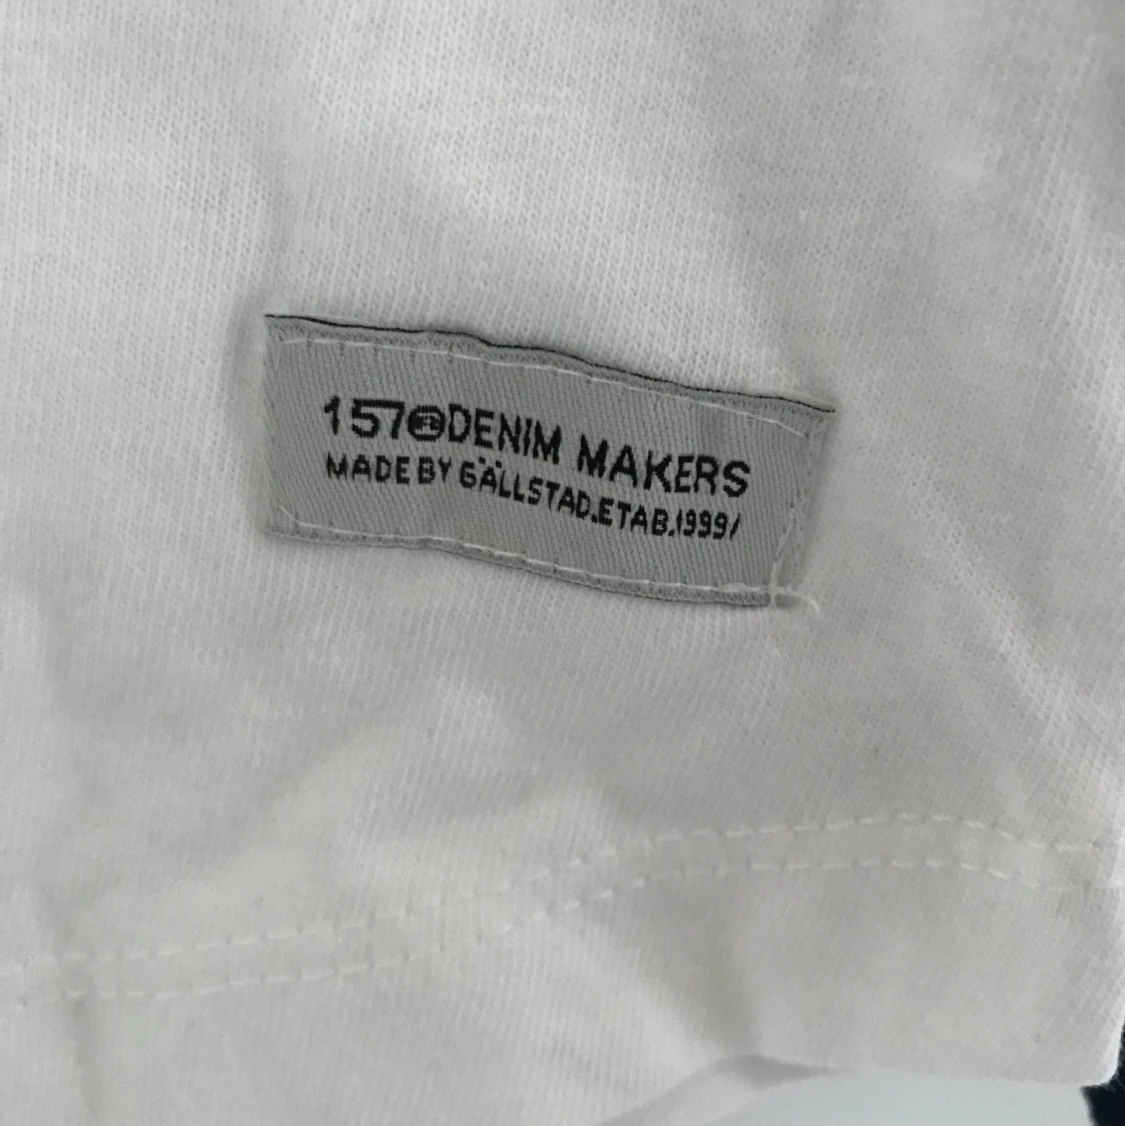 157®DENIM MAKERS
MADE BY GÄLLSTAD.ETAB.1999/